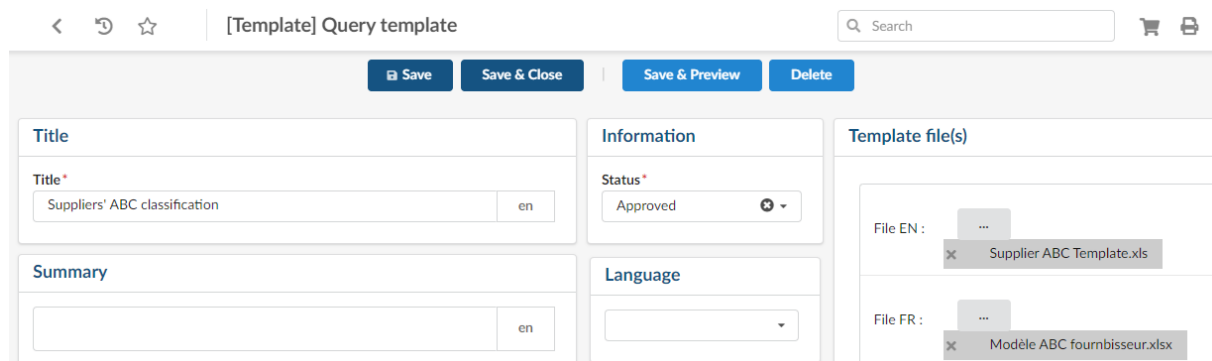 [Template] Query template
Search
Save
Save & Close
Save & Preview
Delete
Title
Title*
Suppliers' ABC classification
en
Information
Status*
Approved
Template file(s)
File EN :
...
Supplier ABC Template.xls
Summary
en
Language
File FR :
...
Modèle ABC fournbisseur.xlsx